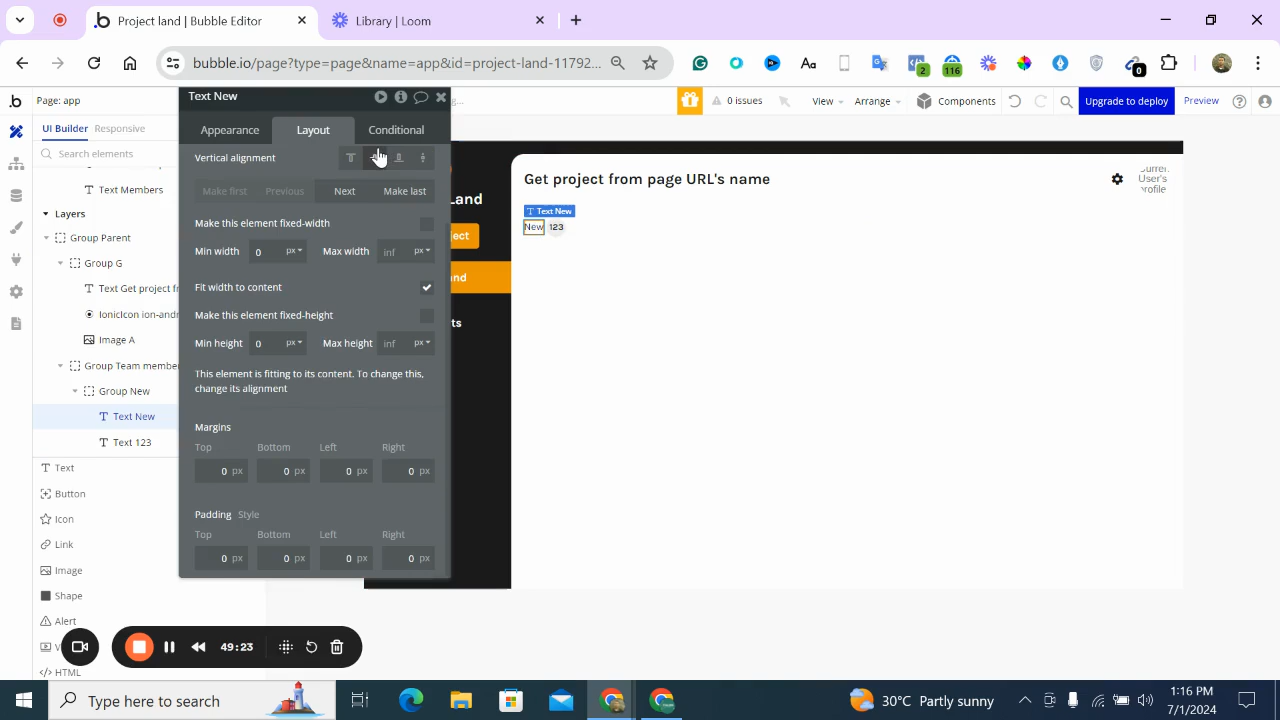 Project land | Bubble Editor
Library | Loom
bubble.io/page?type=page&name=app&id=project-land-11792...
2
116
0
Page: app
Text New
0 issues
View
Arrange
Components
Upgrade to deploy
Preview
UI Builder
Responsive
Search elements
Text Members
Layers
Group Parent
Group G
Text Get project fr
IonicIcon ion-andr
Image A
Group Team member
Group New
Text New
Text 123
Text
Button
Icon
Link
Image
Shape
Alert
HTML
Appearance
Layout
Conditional
Vertical alignment
Make first
Previous
Next
Make last
Make this element fixed-width
Min width 0 px
Max width inf px
Fit width to content
Make this element fixed-height
Min height 0 px
Max height inf px
This element is fitting to its content. To change this,
change its alignment
Margins
Top Bottom Left Right
0 px 0 px 0 px 0 px
Padding Style
Top Bottom Left Right
0 px 0 px 0 px 0 px
Land
ject
and
ts
Get project from page URL's name
User's
profile
Text New
New 123
49:23
Type here to search
30°C Partly sunny
1:16 PM
7/1/2024